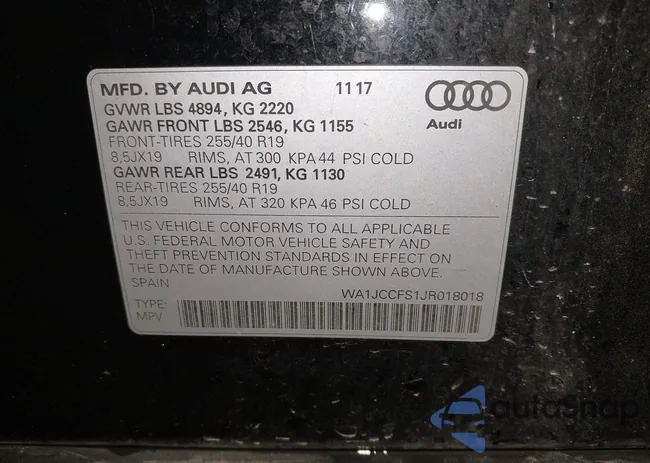 MFD. BY AUDI AG 11 17
GVWR LBS 4894, KG 2220
GAWR FRONT LBS 2546, KG 1155
FRONT-TIRES 255/40 R19
8,5JX19 RIMS, AT 300 KPA 44 PSI COLD
GAWR REAR LBS 2491, KG 1130
REAR-TIRES 255/40 R19
8,5JX19 RIMS, AT 320 KPA 46 PSI COLD
Audi
THIS VEHICLE CONFORMS TO ALL APPLICABLE
U.S. FEDERAL MOTOR VEHICLE SAFETY AND
THEFT PREVENTION STANDARDS IN EFFECT ON
THE DATE OF MANUFACTURE SHOWN ABOVE.
SPAIN
WA1JCCFS1JR018018
TYPE:
MPV
autosnap